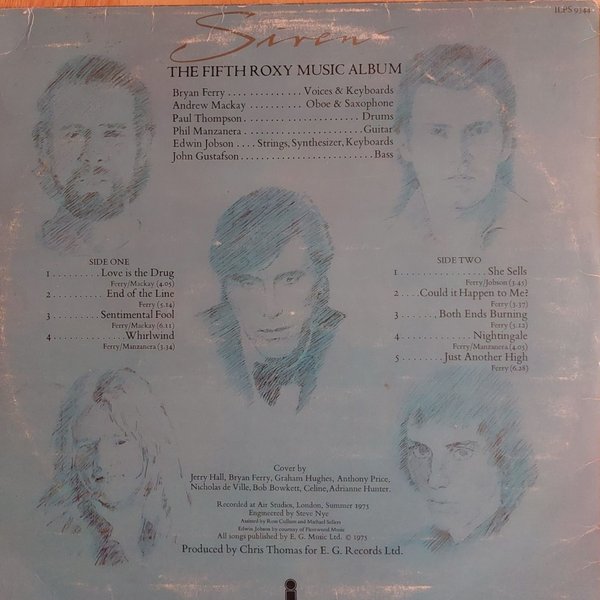 ILPS 9344
Siren
THE FIFTH ROXY MUSIC ALBUM
Bryan Ferry . . . . . . . . . . . . Voices & Keyboards
Andrew Mackay . . . . . . . . . . Oboe & Saxophone
Paul Thompson . . . . . . . . . . . . . . . . . . . . . . . Drums
Phil Manzanera . . . . . . . . . . . . . . . . . . . . . . . Guitar
Edwin Jobson . . . . Strings, Synthesizer, Keyboards
John Gustafson . . . . . . . . . . . . . . . . . . . . . . . . . Bass
SIDE ONE
1 . . . . . . . . . Love is the Drug
Ferry/Mackay (4.05)
2 . . . . . . . . . . End of the Line
Ferry (5.14)
3 . . . . . . . . . Sentimental Fool
Ferry/Mackay (6.11)
4 . . . . . . . . . . . . . . Whirlwind
Ferry/Manzanera (3.34)
SIDE TWO
1 . . . . . . . . . . . . . . . . She Sells
Ferry/Jobson (3.45)
2 . . . . Could it Happen to Me?
Ferry (3.37)
3 . . . . . . . Both Ends Burning
Ferry (5.12)
4 . . . . . . . . . . . . . Nightingale
Ferry/Manzanera (4.05)
5 . . . . . . . . Just Another High
Ferry (6.28)
Cover by
Jerry Hall, Bryan Ferry, Graham Hughes, Anthony Price,
Nicholas de Ville, Bob Bowkett, Celine, Adrianne Hunter.
Recorded at Air Studios, London, Summer 1975
Engineered by Steve Nye
Assisted by Ross Cullum and Michael Sellers
Edwin Jobson by courtesy of Fleetwood Music
All songs published by E. G. Music Ltd. © 1975
Produced by Chris Thomas for E. G. Records Ltd.
i